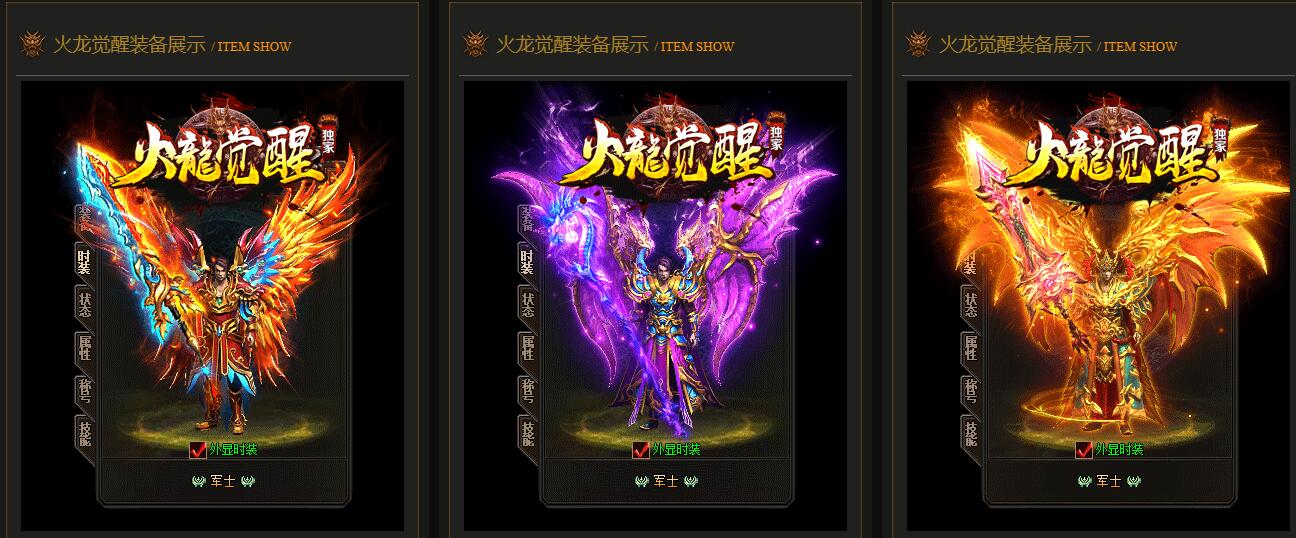 火龙觉醒装备展示 / ITEM SHOW
火龍觉醒
独家
装备
时装
状态
属性
称号
技能
外显时装
军士
火龙觉醒装备展示 / ITEM SHOW
火龍觉醒
独家
装备
时装
状态
属性
称号
技能
外显时装
军士
火龙觉醒装备展示 / ITEM SHOW
火龍觉醒
独家
时装
状态
属性
称号
技能
外显时装
军士